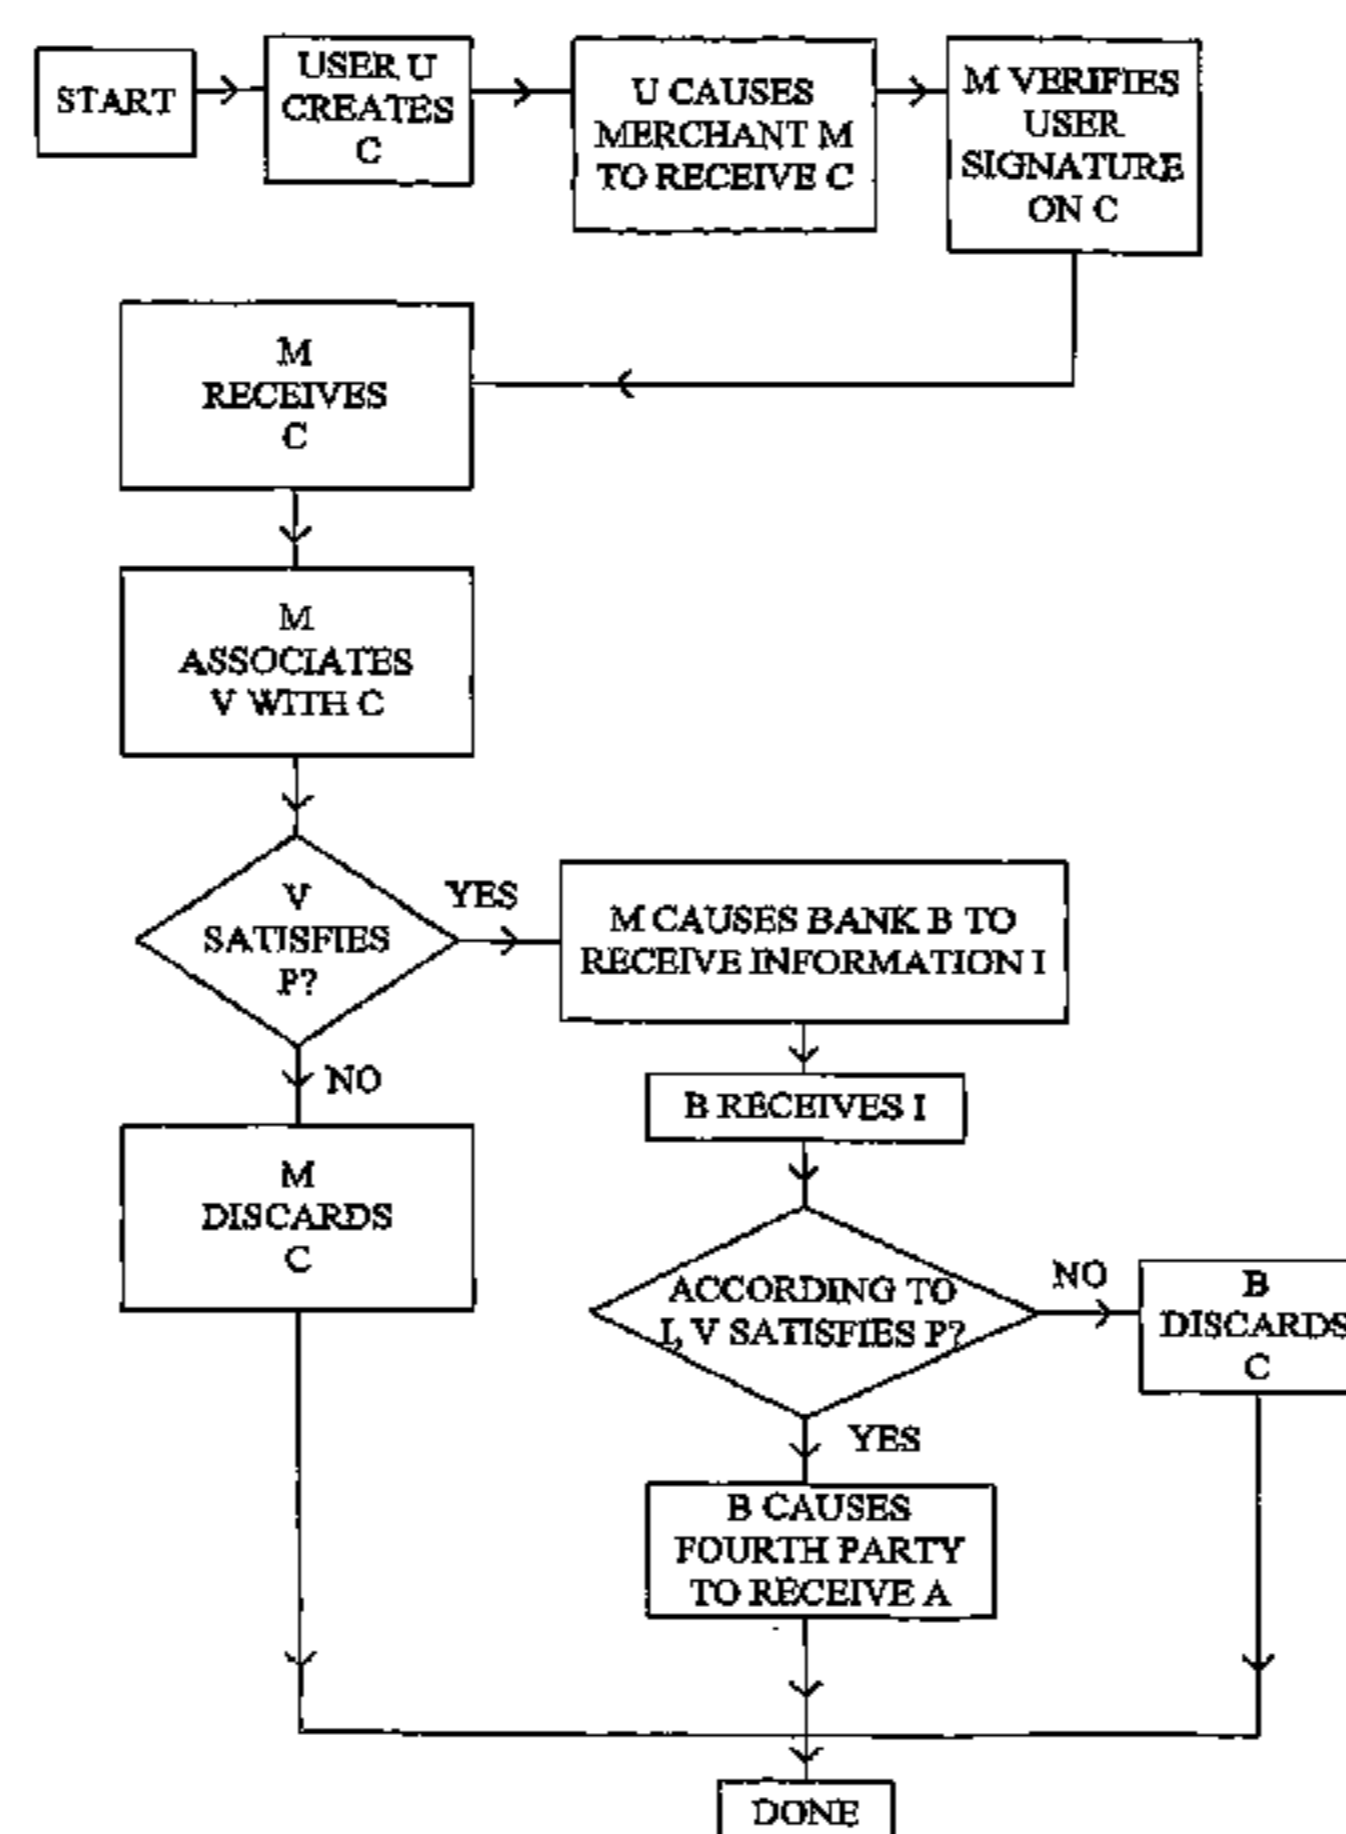 START
USER U
CREATES
C
U CAUSES
MERCHANT M
TO RECEIVE C
M VERIFIES
USER
SIGNATURE
ON C
M
RECEIVES
C
M
ASSOCIATES
V WITH C
V
SATISFIES
P?
YES
M CAUSES BANK B TO
RECEIVE INFORMATION I
NO
B RECEIVES I
M
DISCARDS
C
ACCORDING TO
I, V SATISFIES P?
NO
B
DISCARDS
C
YES
B CAUSES
FOURTH PARTY
TO RECEIVE A
DONE